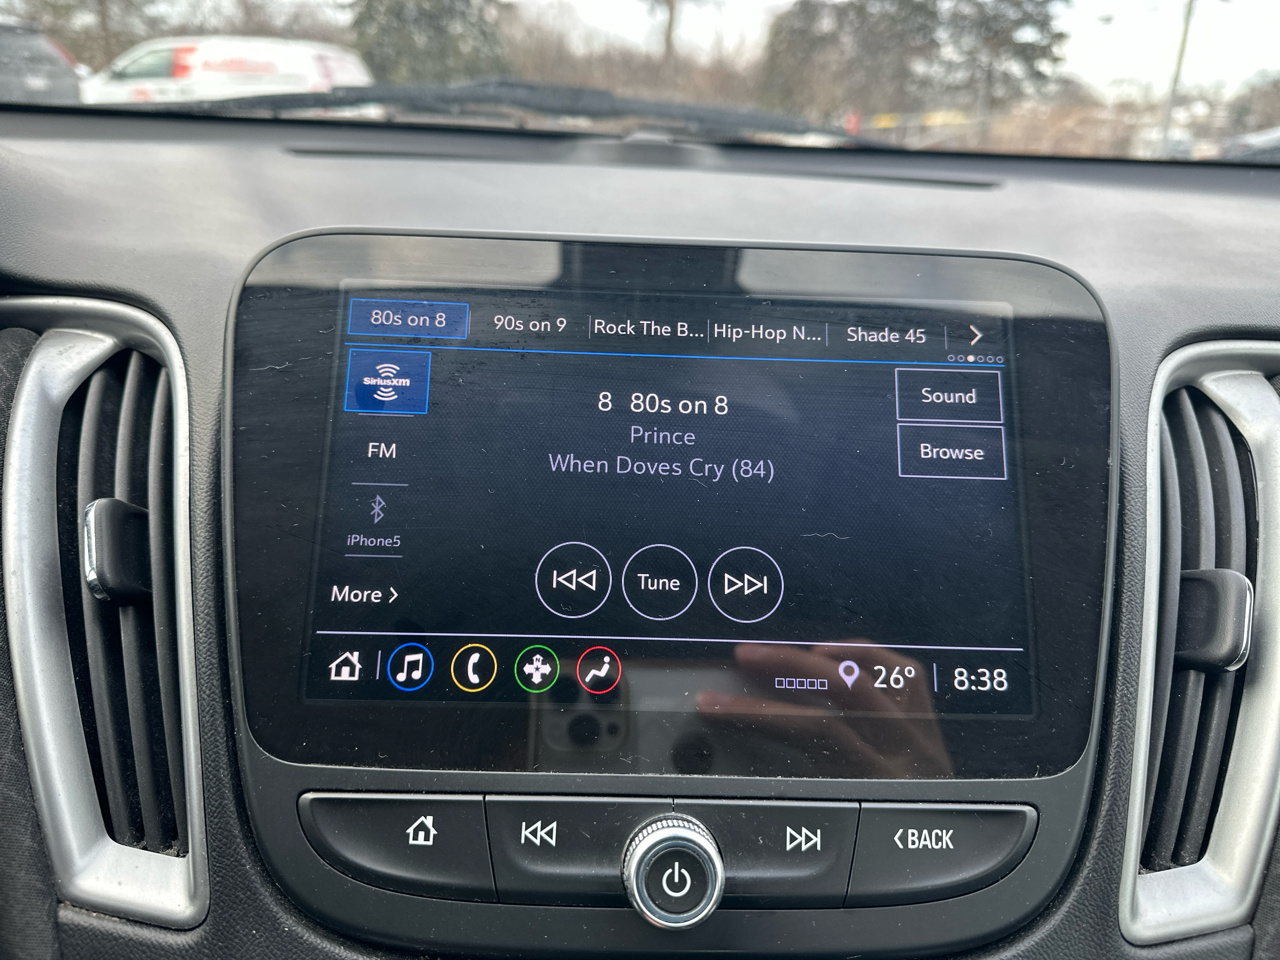 80s on 8
90s on 9
Rock The B...
Hip-Hop N...
Shade 45
SiriusXM
8 80s on 8
Prince
When Doves Cry (84)
Sound
Browse
FM
iPhone5
More
Tune
N
26°
8:38
BACK